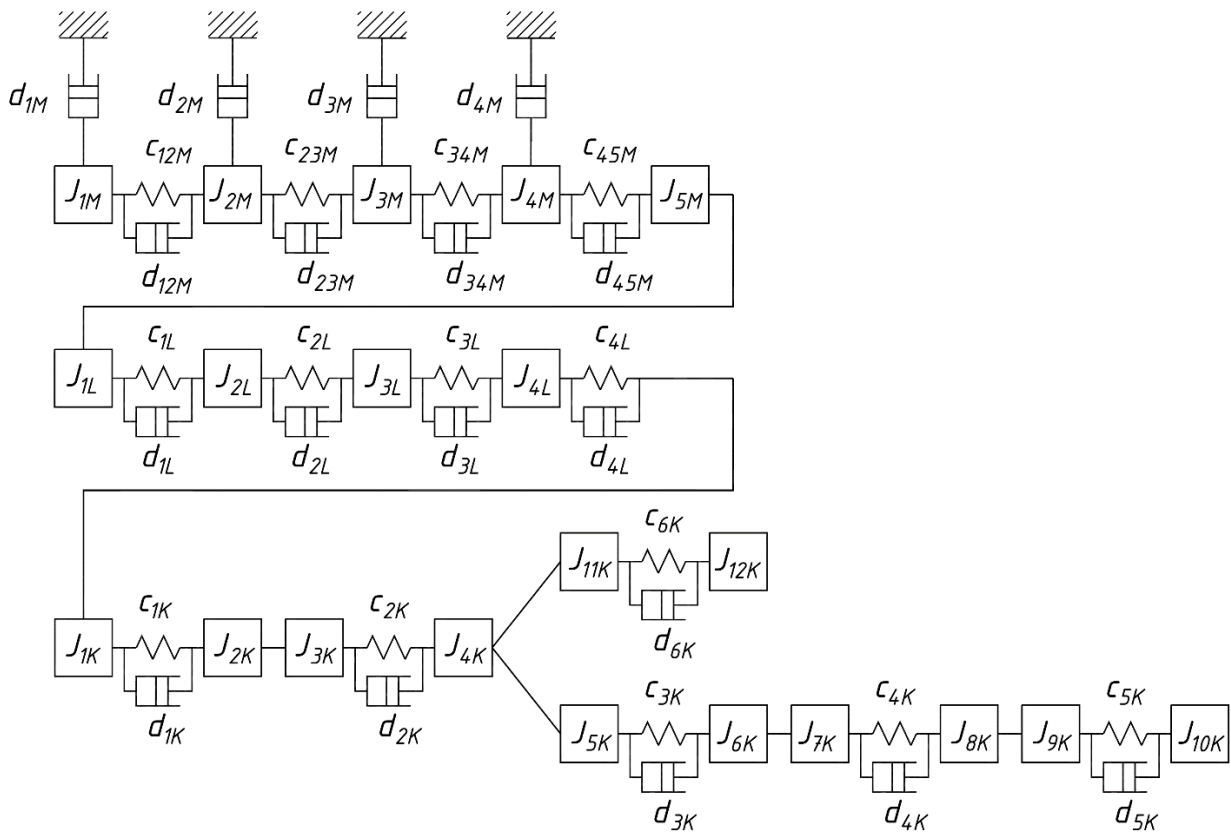 d1M d2M d3M d4M
c12M c23M c34M c45M
J1M J2M J3M J4M J5M
d12M d23M d34M d45M
c1L c2L c3L c4L
J1L J2L J3L J4L
d1L d2L d3L d4L
c6K
J11K J12K
d6K
c1K c2K
J1K J2K J3K J4K
d1K d2K
c3K c4K c5K
J5K J6K J7K J8K J9K J10K
d3K d4K d5K